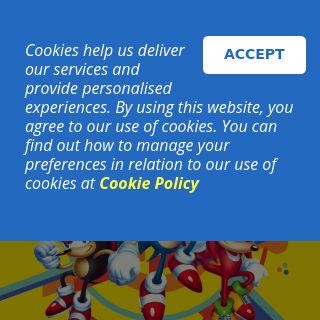 Cookies help us deliver
ACCEPT
our services and
provide personalised
experiences. By using this website, you
agree to our use of cookies. You can
find out how to manage your
preferences in relation to our use of
cookies at Cookie Policy